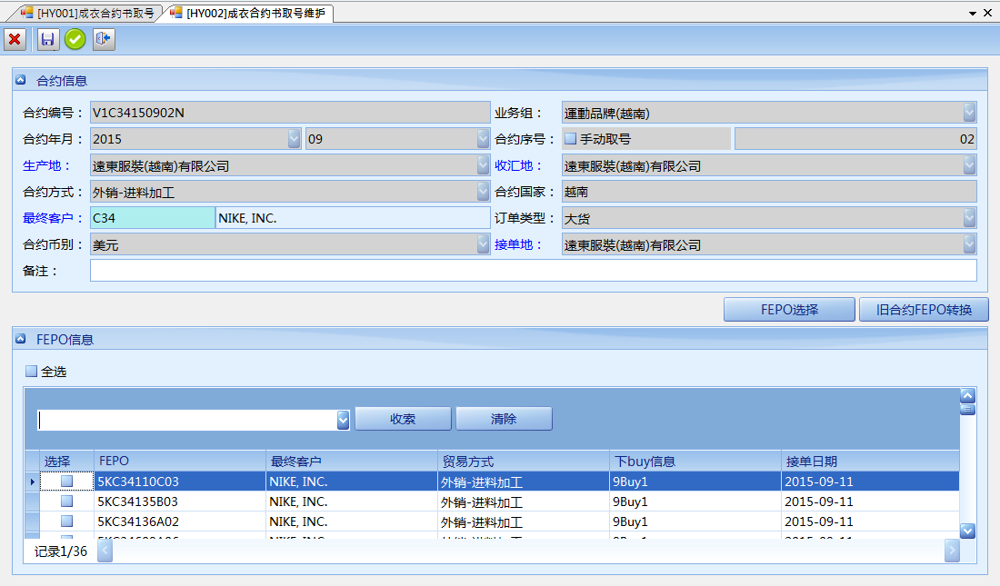 [HY001]成衣合约书取号 [HY002]成衣合约书取号维护
合约信息
合约编号： V1C34150902N 业务组： 運動品牌(越南)
合约年月： 2015 09 合约序号： 手动取号 02
生产地： 遠東服裝(越南)有限公司 收汇地： 遠東服裝(越南)有限公司
合约方式： 外销-进料加工 合约国家： 越南
最终客户： C34 NIKE, INC. 订单类型： 大货
合约币别： 美元 接单地： 遠東服裝(越南)有限公司
备注：
FEPO选择 旧合约FEPO转换
FEPO信息
全选
收索 清除
选择 FEPO 最终客户 贸易方式 下buy信息 接单日期
5KC34110C03 NIKE, INC. 外销-进料加工 9Buy1 2015-09-11
5KC34135B03 NIKE, INC. 外销-进料加工 9Buy1 2015-09-11
5KC34136A02 NIKE, INC. 外销-进料加工 9Buy1 2015-09-11
记录1/36